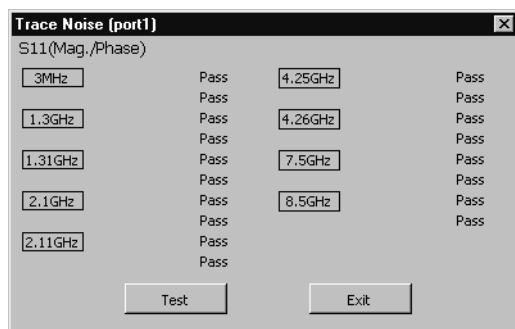 Trace Noise (port1)
S11(Mag./Phase)
3MHz Pass 4.25GHz Pass
Pass Pass
1.3GHz Pass 4.26GHz Pass
Pass Pass
1.31GHz Pass 7.5GHz Pass
Pass Pass
2.1GHz Pass 8.5GHz Pass
Pass Pass
2.11GHz Pass
Pass
Test Exit